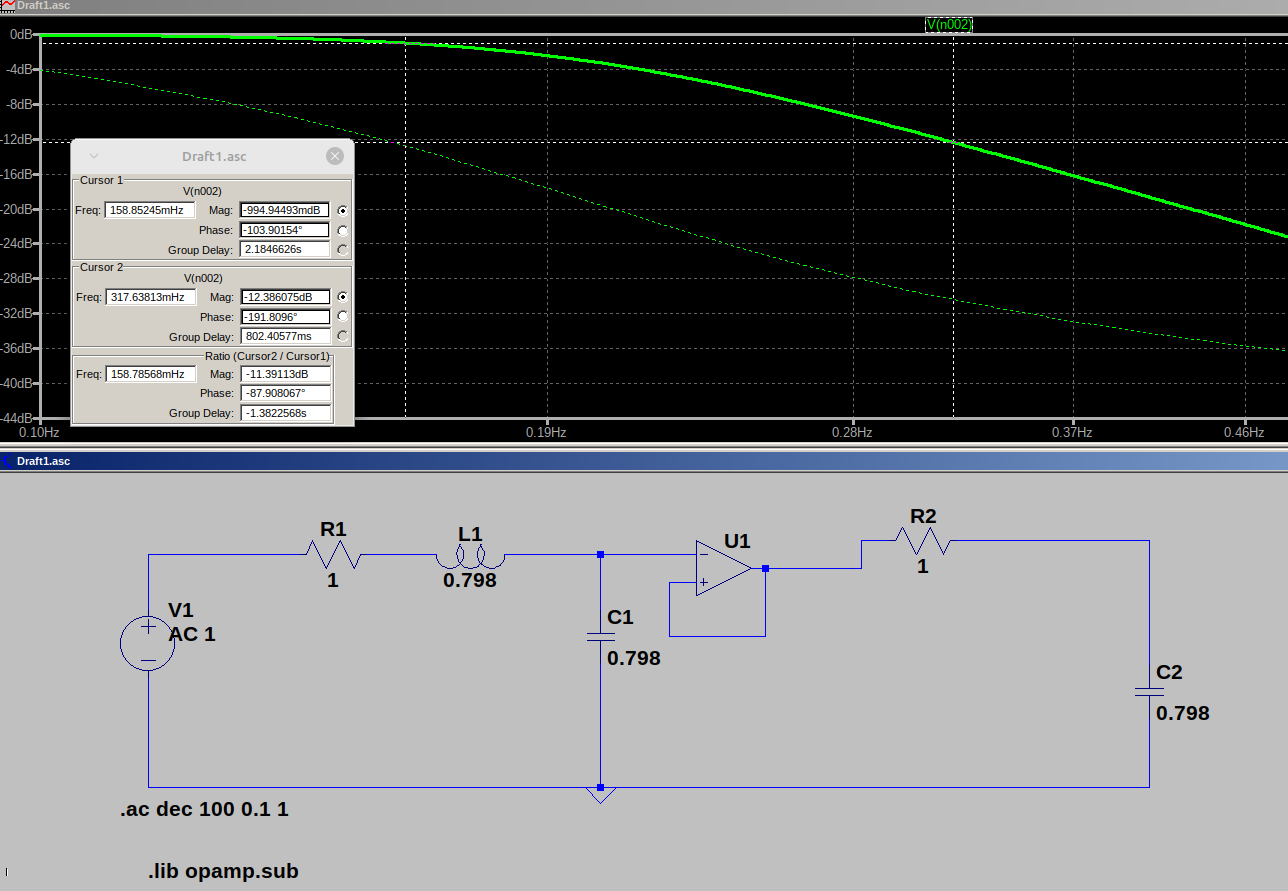 Draft1.asc
V(n002)
0dB
-4dB
-8dB
-12dB
-16dB
-20dB
-24dB
-28dB
-32dB
-36dB
-40dB
-44dB
0.10Hz
0.19Hz
0.28Hz
0.37Hz
0.46Hz
Draft1.asc
Cursor 1
V(n002)
Freq: 158.85245mHz Mag: -994.94493mdB
Phase: -103.90154°
Group Delay: 2.1846626s
Cursor 2
V(n002)
Freq: 317.63813mHz Mag: -12.386075dB
Phase: -191.8096°
Group Delay: 802.40577ms
Ratio (Cursor2 / Cursor1)
Freq: 158.78568mHz Mag: -11.39113dB
Phase: -87.908067°
Group Delay: -1.3822568s
Draft1.asc
R1
1
L1
0.798
U1
R2
1
V1
AC 1
C1
0.798
C2
0.798
.ac dec 100 0.1 1
.lib opamp.sub